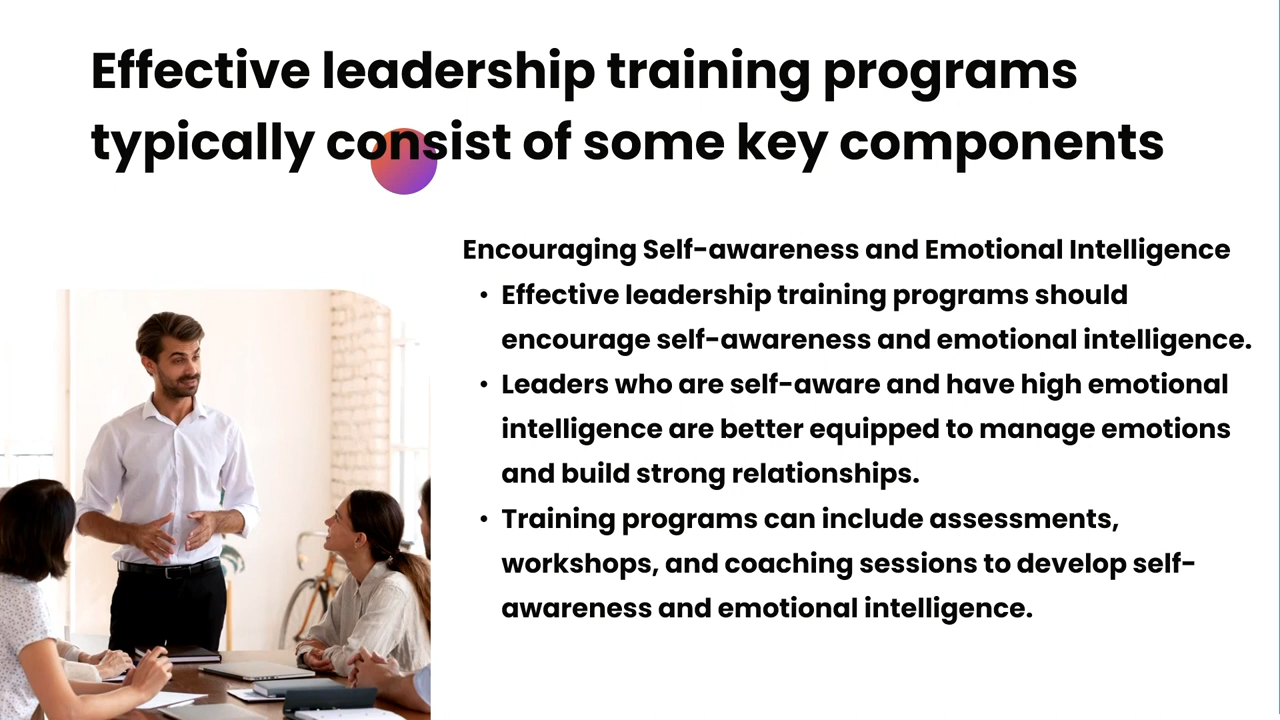 Effective leadership training programs
typically consist of some key components
Encouraging Self-awareness and Emotional Intelligence
• Effective leadership training programs should
encourage self-awareness and emotional intelligence.
• Leaders who are self-aware and have high emotional
intelligence are better equipped to manage emotions
and build strong relationships.
• Training programs can include assessments,
workshops, and coaching sessions to develop self-
awareness and emotional intelligence.